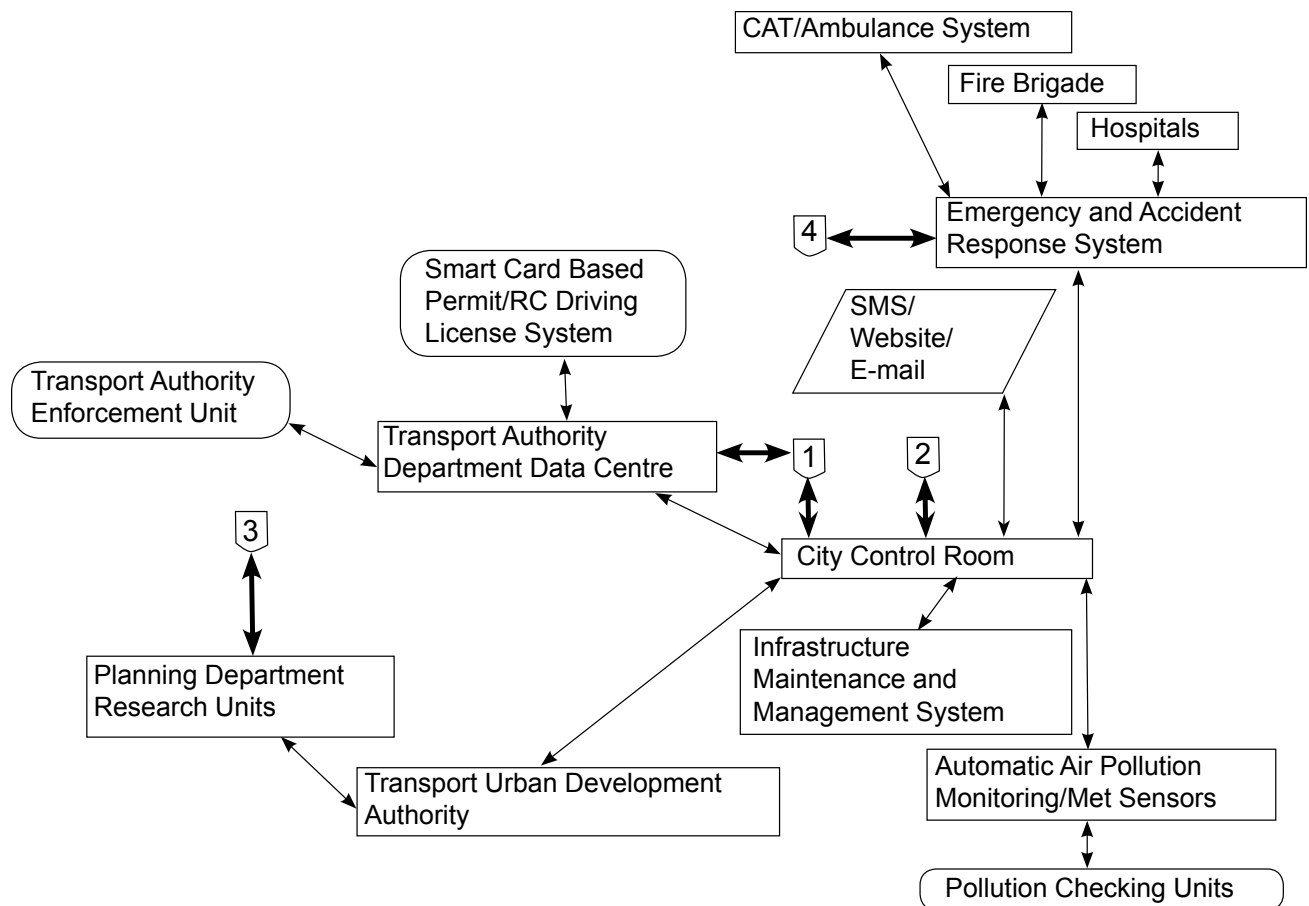 CAT/Ambulance System
Fire Brigade
Hospitals
Emergency and Accident
Response System
4
Smart Card Based
Permit/RC Driving
License System
SMS/
Website/
E-mail
Transport Authority
Enforcement Unit
Transport Authority
Department Data Centre
1
2
3
City Control Room
Planning Department
Research Units
Infrastructure
Maintenance and
Management System
Transport Urban Development
Authority
Automatic Air Pollution
Monitoring/Met Sensors
Pollution Checking Units